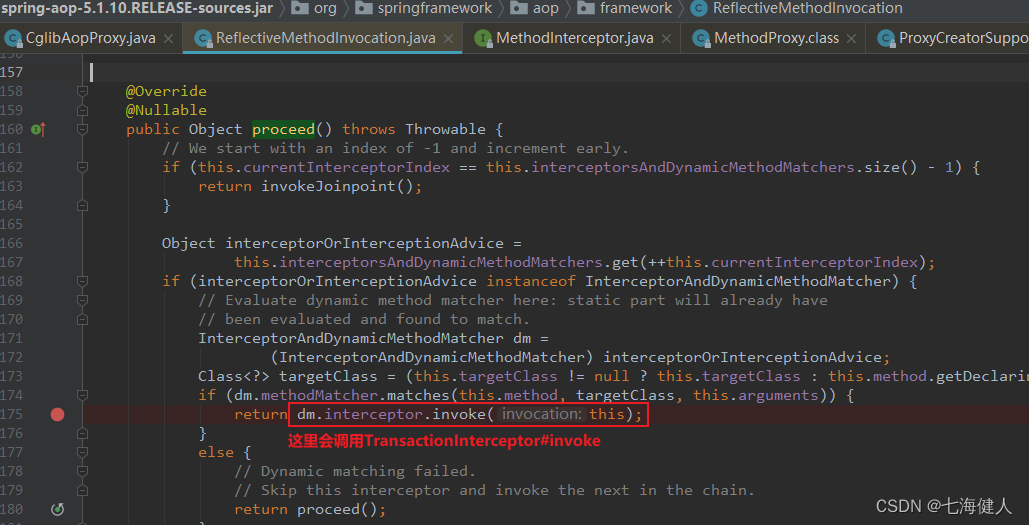 spring-aop-5.1.10.RELEASE-sources.jar org springframework aop framework ReflectiveMethodInvocation
CglibAopProxy.java ReflectiveMethodInvocation.java MethodInterceptor.java MethodProxy.class ProxyCreatorSuppo
157
158 @Override
159 @Nullable
160 public Object proceed() throws Throwable {
161 // We start with an index of -1 and increment early.
162 if (this.currentInterceptorIndex == this.interceptorsAndDynamicMethodMatchers.size() - 1) {
163 return invokeJoinpoint();
164 }
165
166 Object interceptorOrInterceptionAdvice =
167 this.interceptorsAndDynamicMethodMatchers.get(++this.currentInterceptorIndex);
168 if (interceptorOrInterceptionAdvice instanceof InterceptorAndDynamicMethodMatcher) {
169 // Evaluate dynamic method matcher here: static part will already have
170 // been evaluated and found to match.
171 InterceptorAndDynamicMethodMatcher dm =
172 (InterceptorAndDynamicMethodMatcher) interceptorOrInterceptionAdvice;
173 Class<?> targetClass = (this.targetClass != null ? this.targetClass : this.method.getDeclarin
174 if (dm.methodMatcher.matches(this.method, targetClass, this.arguments)) {
175 return dm.interceptor.invoke( invocation: this);
176 }
这里会调用TransactionInterceptor#invoke
177 else {
178 // Dynamic matching failed.
179 // Skip this interceptor and invoke the next in the chain.
180 return proceed();
CSDN @七海健人